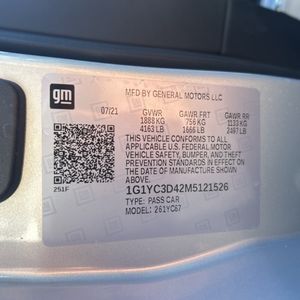 gm
MFD BY GENERAL MOTORS LLC
07/21 GVWR GAWR FRT GAWR RR
1888 KG 756 KG 1133 KG
4163 LB 1666 LB 2497 LB
THIS VEHICLE CONFORMS TO ALL
APPLICABLE U.S. FEDERAL MOTOR
VEHICLE SAFETY, BUMPER, AND THEFT
PREVENTION STANDARDS IN EFFECT
ON THE DATE OF MANUFACTURE
SHOWN ABOVE.
251F
1G1YC3D42M5121526
TYPE: PASS CAR
MODEL: 261YC67